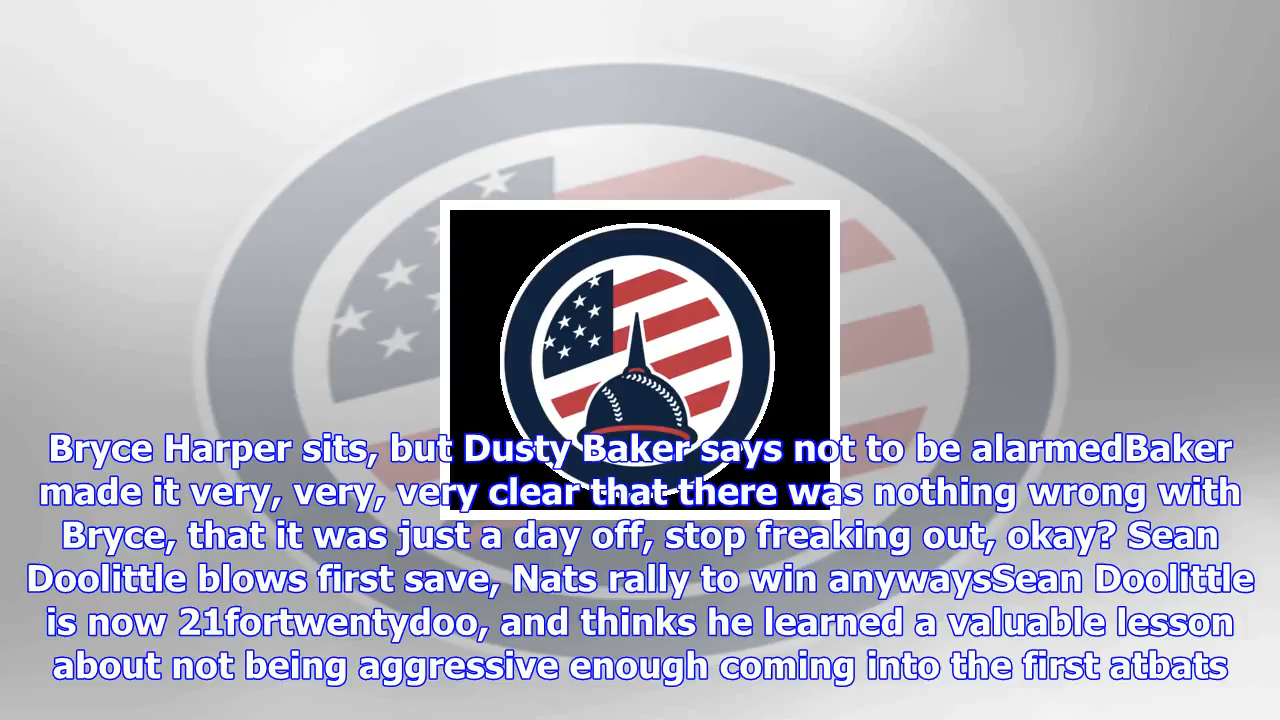 Bryce Harper sits, but Dusty Baker says not to be alarmedBaker
made it very, very, very clear that there was nothing wrong with
Bryce, that it was just a day off, stop freaking out, okay? Sean
Doolittle blows first save, Nats rally to win anywaysSean Doolittle
is now 21fortwentydoo, and thinks he learned a valuable lesson
about not being aggressive enough coming into the first atbats